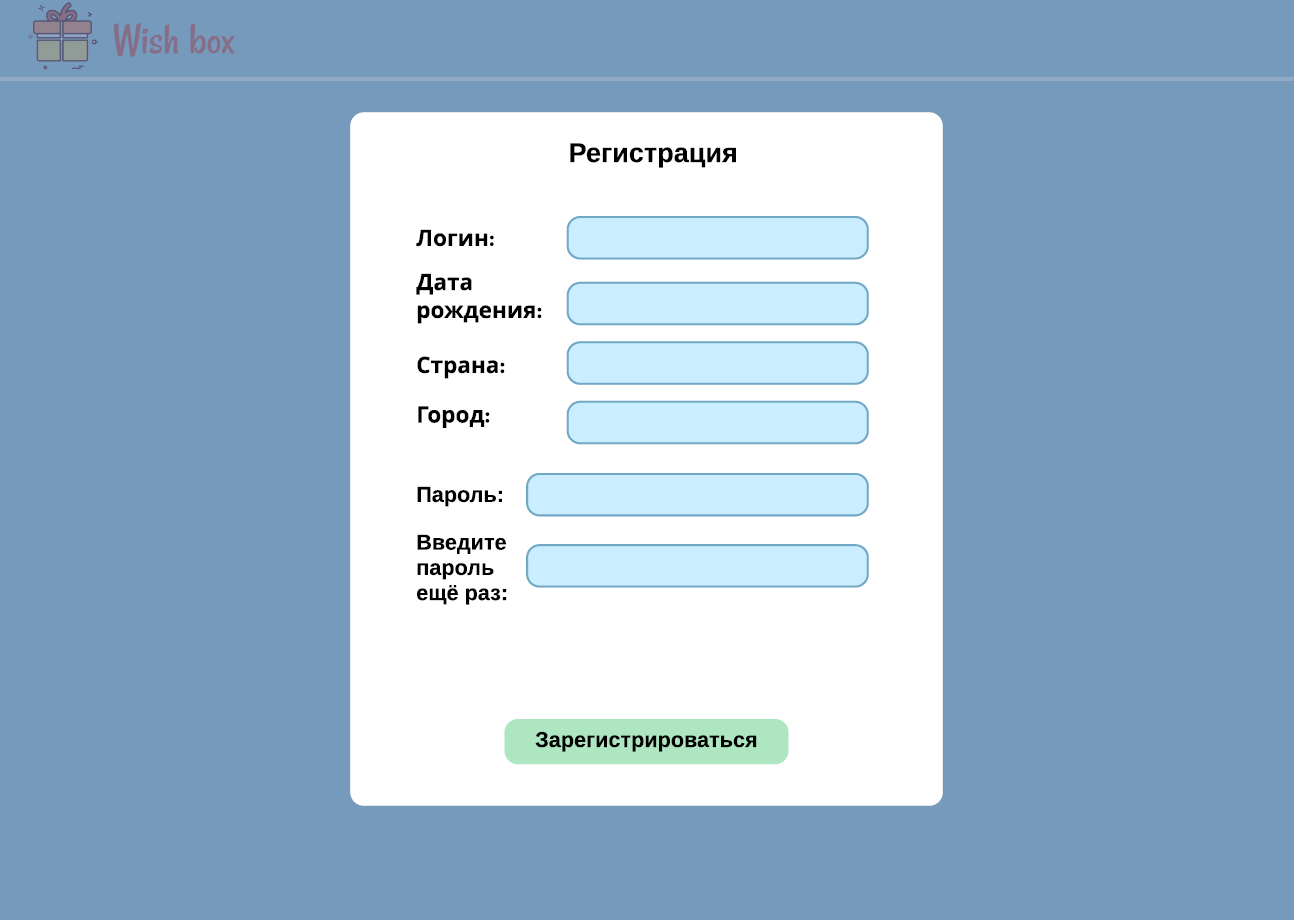 Wish box
Регистрация
Логин:
Дата
рождения:
Страна:
Город:
Пароль:
Введите
пароль
ещё раз:
Зарегистрироваться